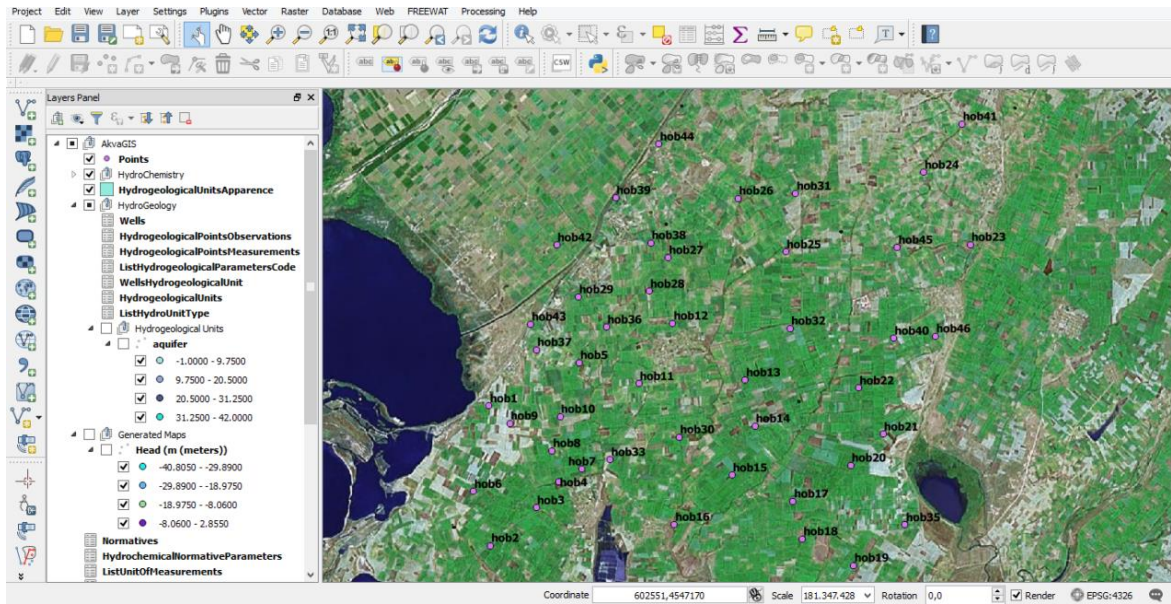 Project Edit View Layer Settings Plugins Vector Raster Database Web FREEWAT Processing Help
Layers Panel
AkvaGIS
Points
HydroChemistry
HydrogeologicalUnitsApparence
HydroGeology
Wells
HydrogeologicalPointsObservations
HydrogeologicalPointsMeasurements
ListHydrogeologicalParametersCode
WellsHydrogeologicalUnit
HydrogeologicalUnits
ListHydroUnitType
Hydrogeological Units
aquifer
-1.0000 - 9.7500
9.7500 - 20.5000
20.5000 - 31.2500
31.2500 - 42.0000
Generated Maps
Head (m (meters))
-40.8050 - -29.8900
-29.8900 - -18.9750
-18.9750 - -8.0600
-8.0600 - 2.8550
Normatives
HydrochemicalNormativeParameters
ListUnitOfMeasurements
hob41
hob44
hob24
hob39 hob26 hob31
hob42 hob38 hob27 hob25 hob45 hob23
hob29 hob28
hob43 hob36 hob12 hob32 hob40 hob46
hob37 hob5
hob11 hob13 hob22
hob1 hob9 hob10 hob14
hob30 hob21
hob8 hob7 hob33 hob15 hob20
hob6 hob4
hob3 hob17
hob2 hob16 hob18 hob35
hob19
Coordinate 602551,4547170 Scale 181.347.428 Rotation 0,0 Render EPSG:4326